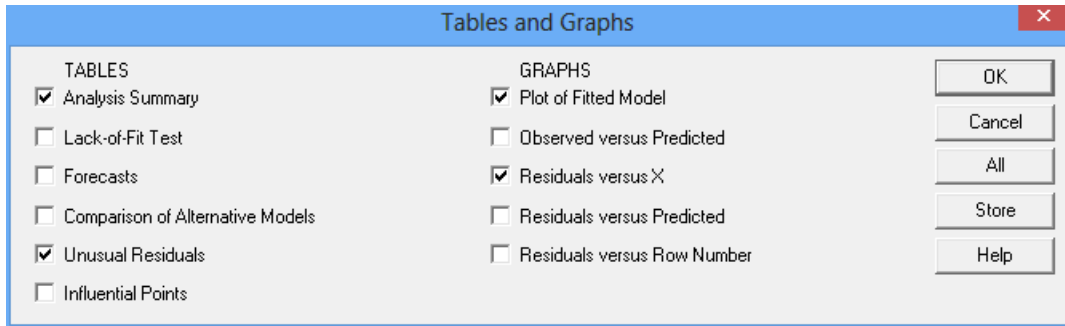 Tables and Graphs
TABLES
Analysis Summary
Lack-of-Fit Test
Forecasts
Comparison of Alternative Models
Unusual Residuals
Influential Points
GRAPHS
Plot of Fitted Model
Observed versus Predicted
Residuals versus X
Residuals versus Predicted
Residuals versus Row Number
OK
Cancel
All
Store
Help